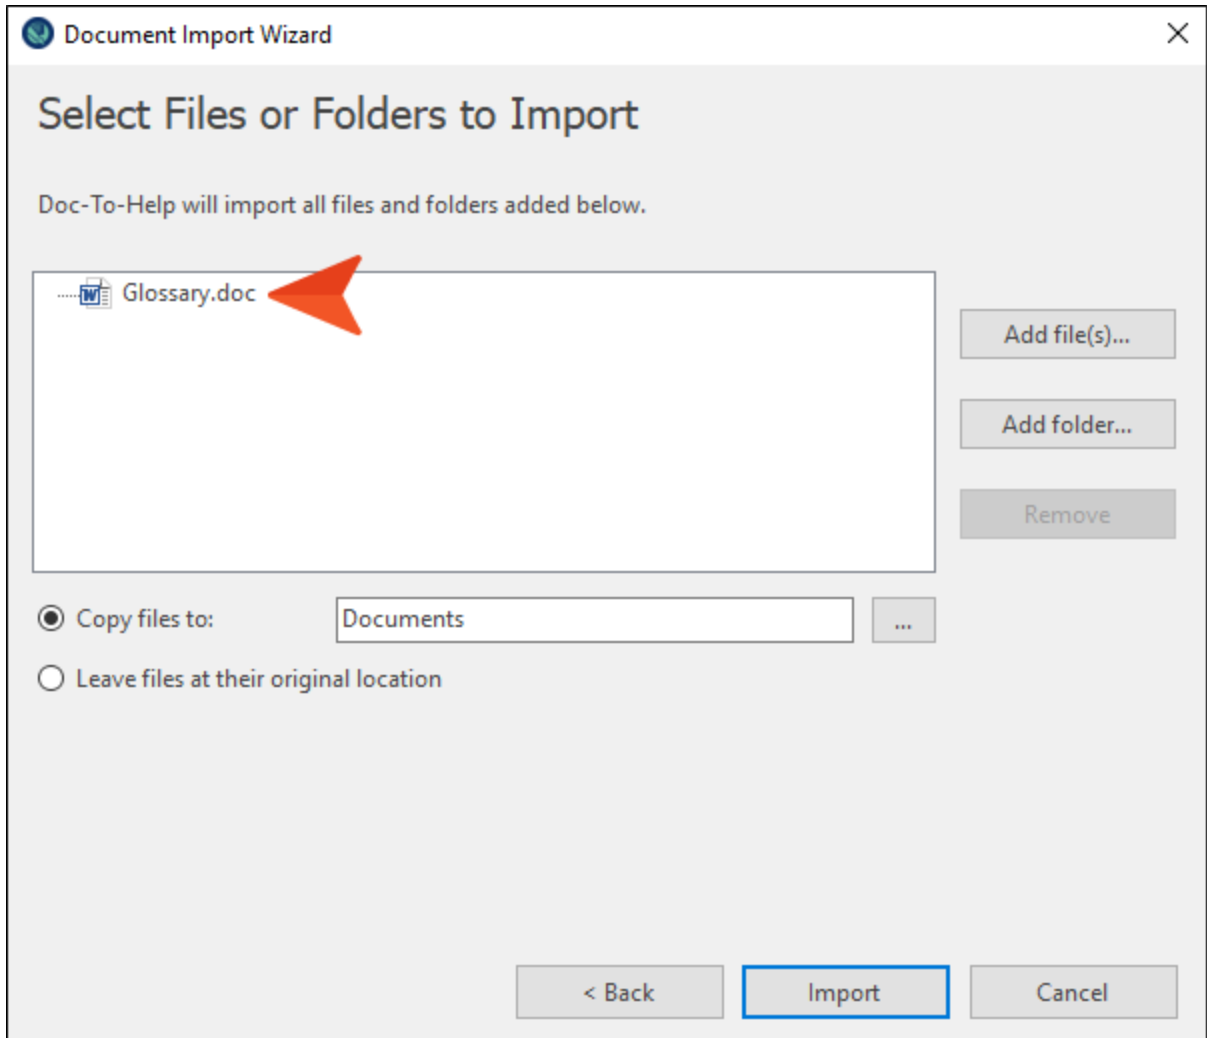 Document Import Wizard
Select Files or Folders to Import
Doc-To-Help will import all files and folders added below.
Glossary.doc
Add file(s)...
Add folder...
Remove
Copy files to:
Documents
...
Leave files at their original location
< Back
Import
Cancel